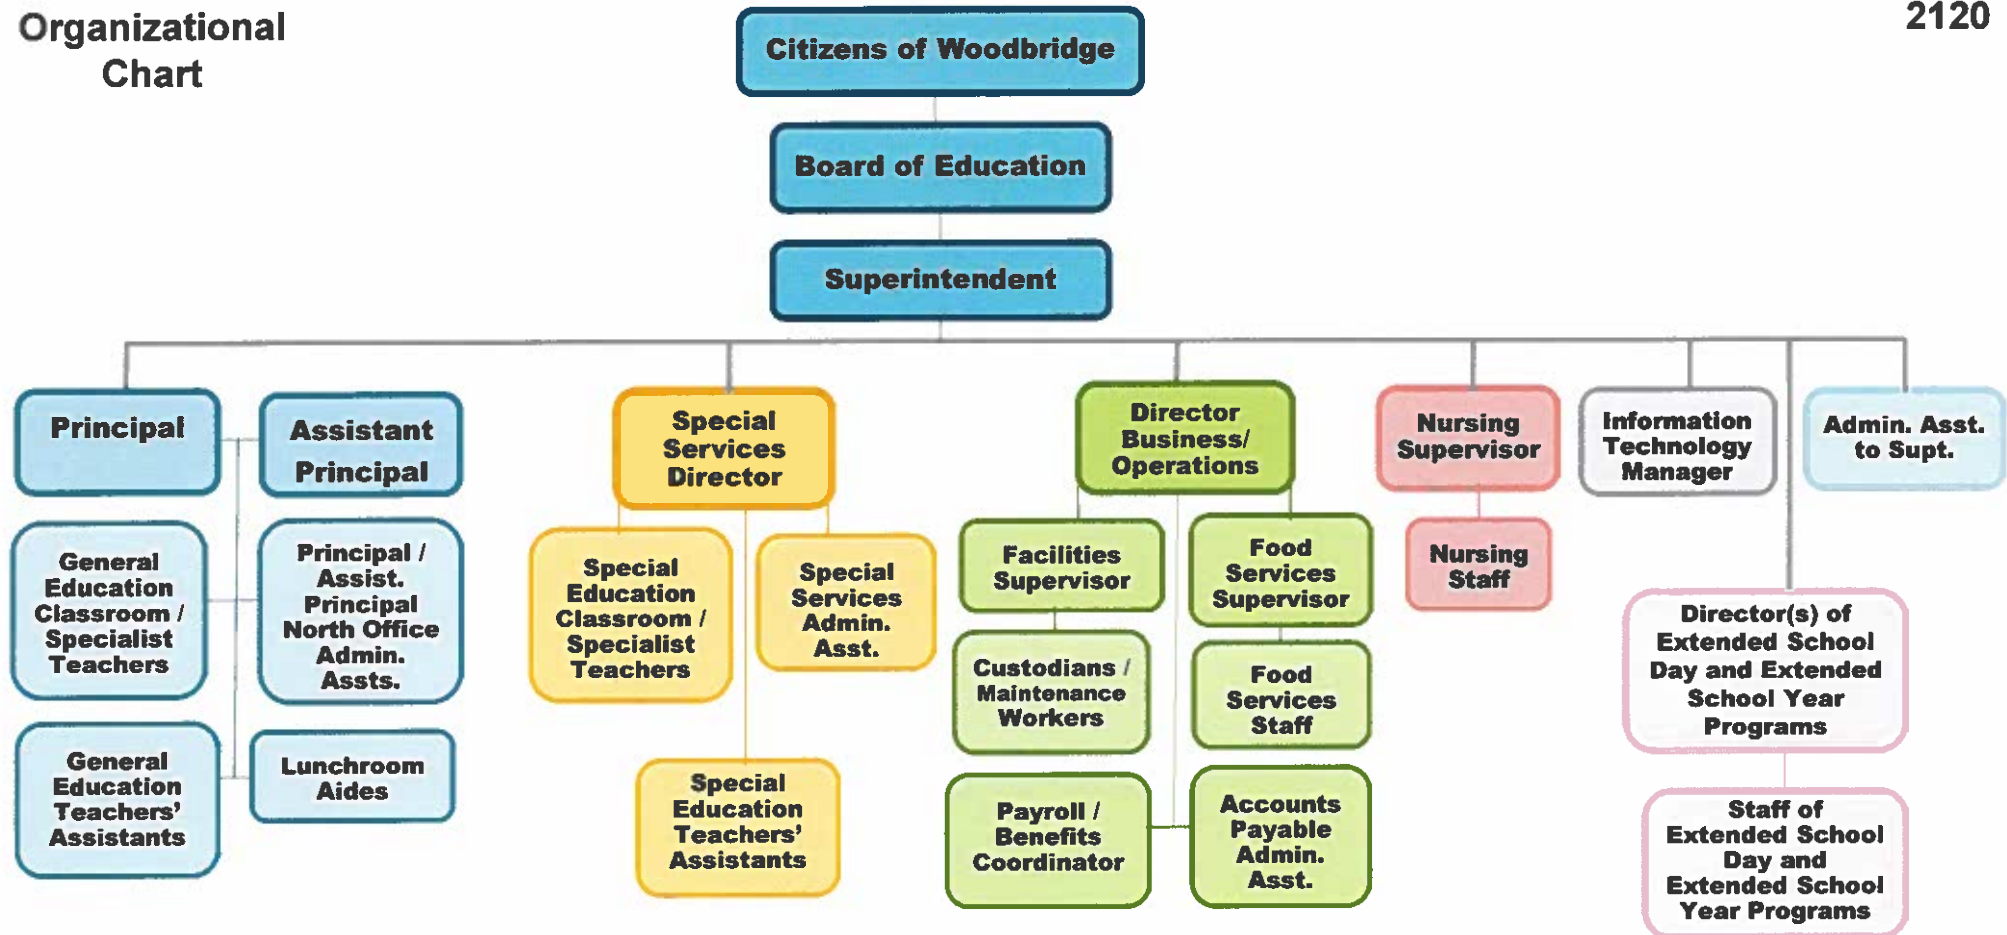 Organizational
Chart
2120
Citizens of Woodbridge
Board of Education
Superintendent
Principal
Assistant
Principal
General
Education
Classroom /
Specialist
Teachers
Principal /
Assist.
Principal
North Office
Admin.
Assts.
General
Education
Teachers'
Assistants
Lunchroom
Aides
Special
Services
Director
Special
Education
Classroom /
Specialist
Teachers
Special
Services
Admin.
Asst.
Special
Education
Teachers'
Assistants
Director
Business/
Operations
Facilities
Supervisor
Food
Services
Supervisor
Custodians /
Maintenance
Workers
Food
Services
Staff
Payroll /
Benefits
Coordinator
Accounts
Payable
Admin.
Asst.
Nursing
Supervisor
Nursing
Staff
Information
Technology
Manager
Admin. Asst.
to Supt.
Director(s) of
Extended School
Day and Extended
School Year
Programs
Staff of
Extended School
Day and
Extended School
Year Programs